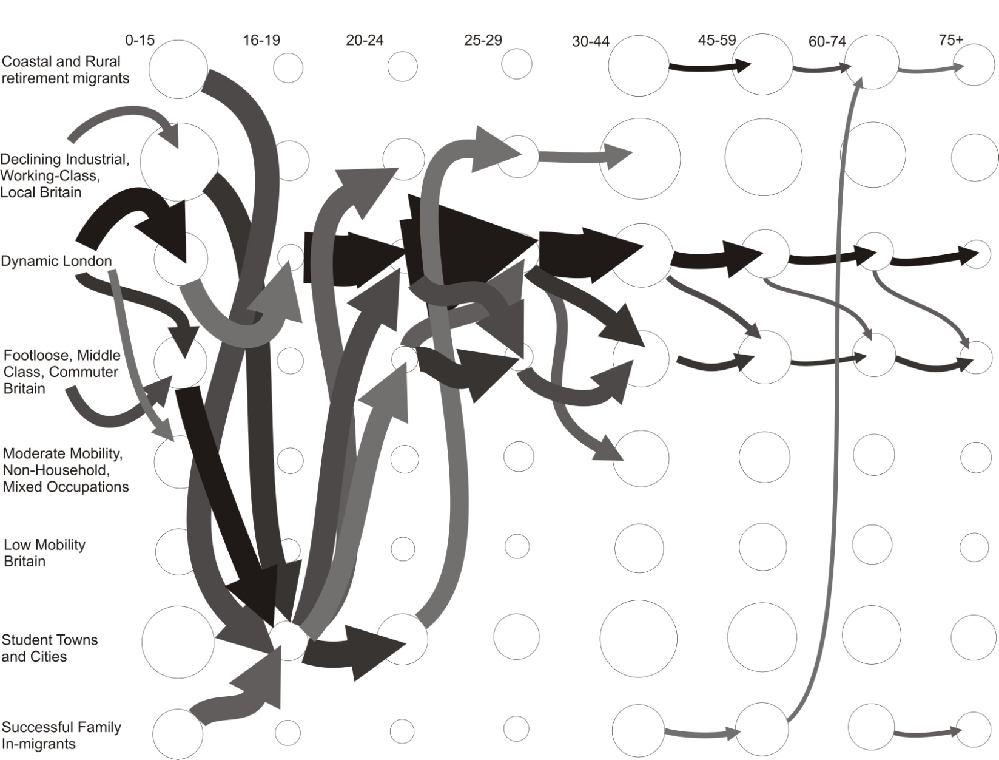 0-15 16-19 20-24 25-29 30-44 45-59 60-74 75+
Coastal and Rural
retirement migrants
Declining Industrial,
Working-Class,
Local Britain
Dynamic London
Footloose, Middle
Class, Commuter
Britain
Moderate Mobility,
Non-Household,
Mixed Occupations
Low Mobility
Britain
Student Towns
and Cities
Successful Family
In-migrants